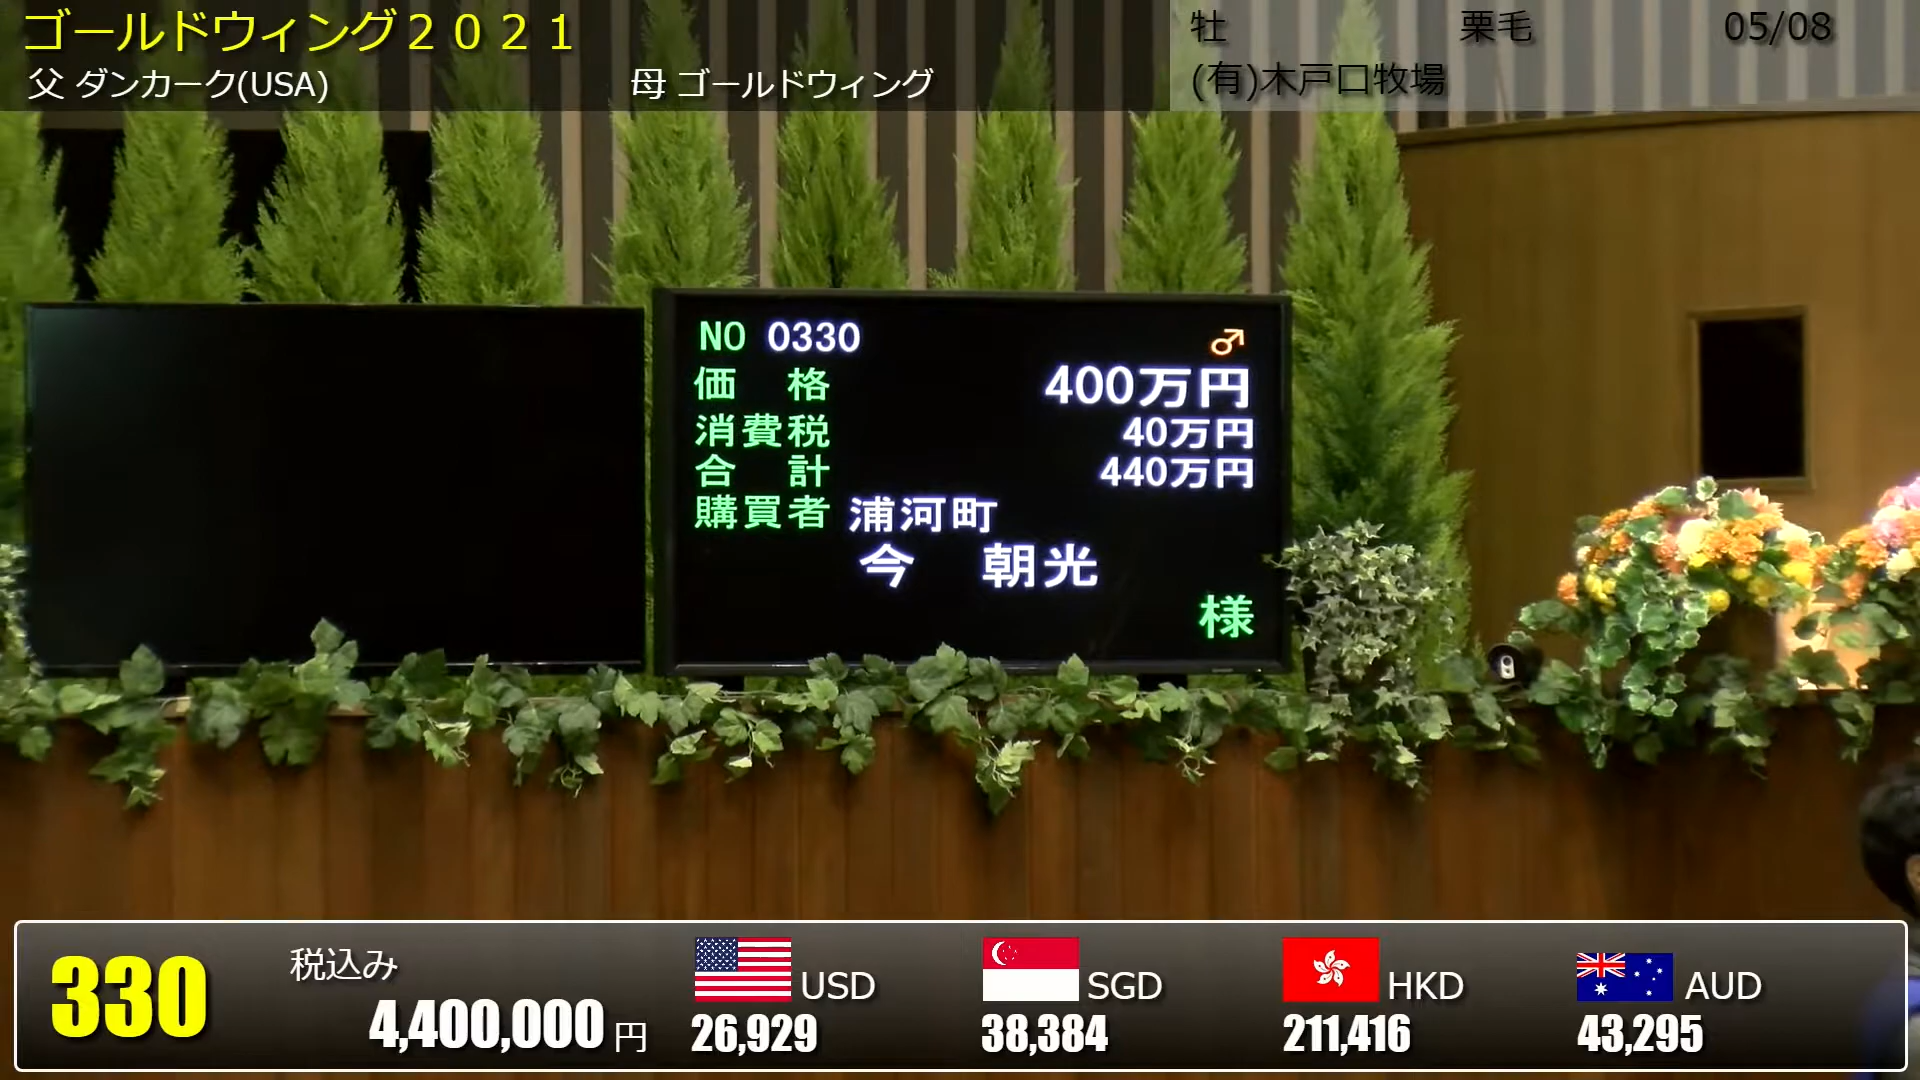 ゴールドウィング２０２１
父 ダンカーク(USA)
母 ゴールドウィング
牡
栗毛
05/08
(有)木戸口牧場
NO 0330 ♂
価格 400万円
消費税 40万円
合計 440万円
購買者 浦河町
今 朝光
様
330
税込み
4,400,000 円
USD
26,929
SGD
38,384
HKD
211,416
AUD
43,295